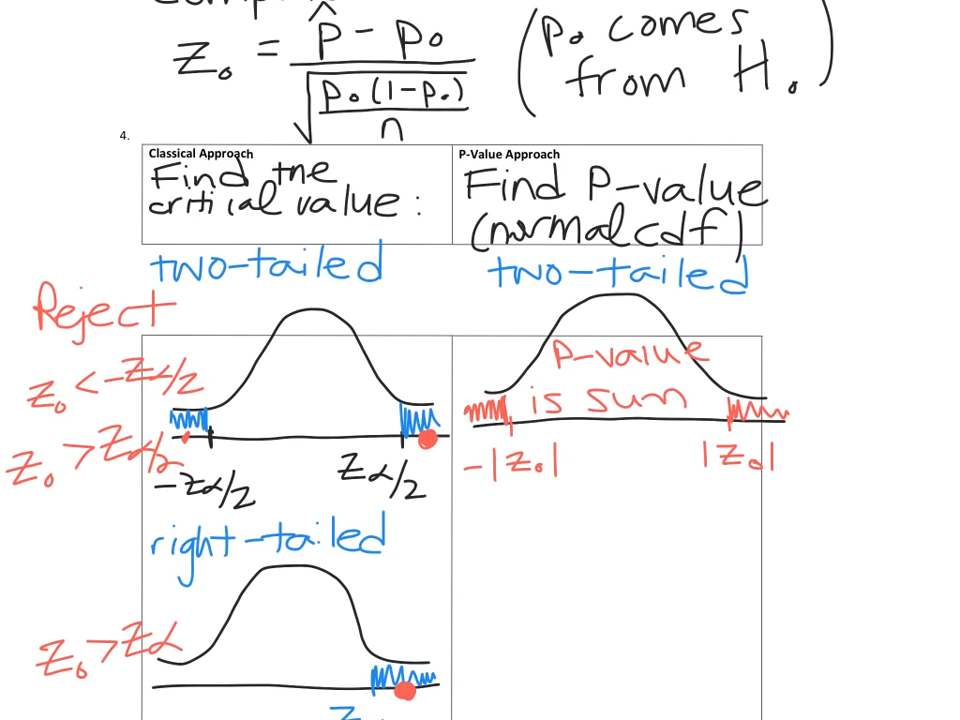 Z₀ = p̂ - p₀ / √(p₀(1-p₀)/n) (p₀ comes from H₀)
4.
Classical Approach
Find the
critical value:
P-Value Approach
Find P-value
(normalcdf)
two-tailed
two-tailed
Reject
Z₀ < -Zα/2
Z₀ > Zα/2
-Zα/2
Zα/2
P-value
is sum
-|Z₀|
|Z₀|
right-tailed
Z₀ > Zα